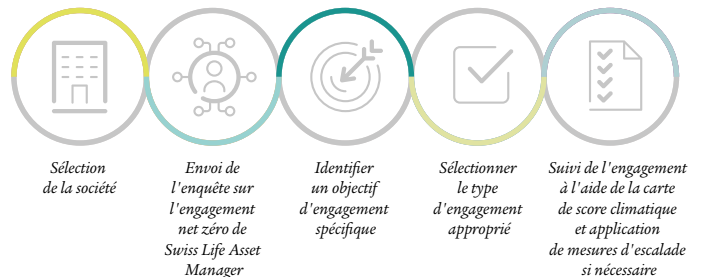 Sélection
de la société
Envoi de
l'enquête sur
l'engagement
net zéro de
Swiss Life Asset
Manager
Identifier
un objectif
d'engagement
spécifique
Sélectionner
le type
d'engagement
approprié
Suivi de l'engagement
à l'aide de la carte
de score climatique
et application
de mesures d'escalade
si nécessaire